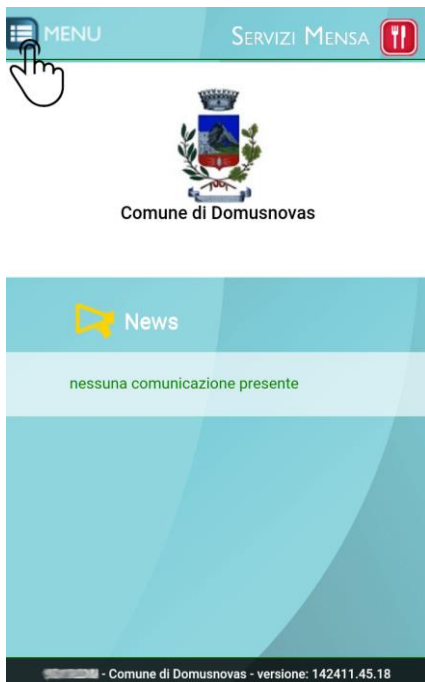 MENU
SERVIZI MENSA
Comune di Domusnovas
News
nessuna comunicazione presente
- Comune di Domusnovas - versione: 142411.45.18